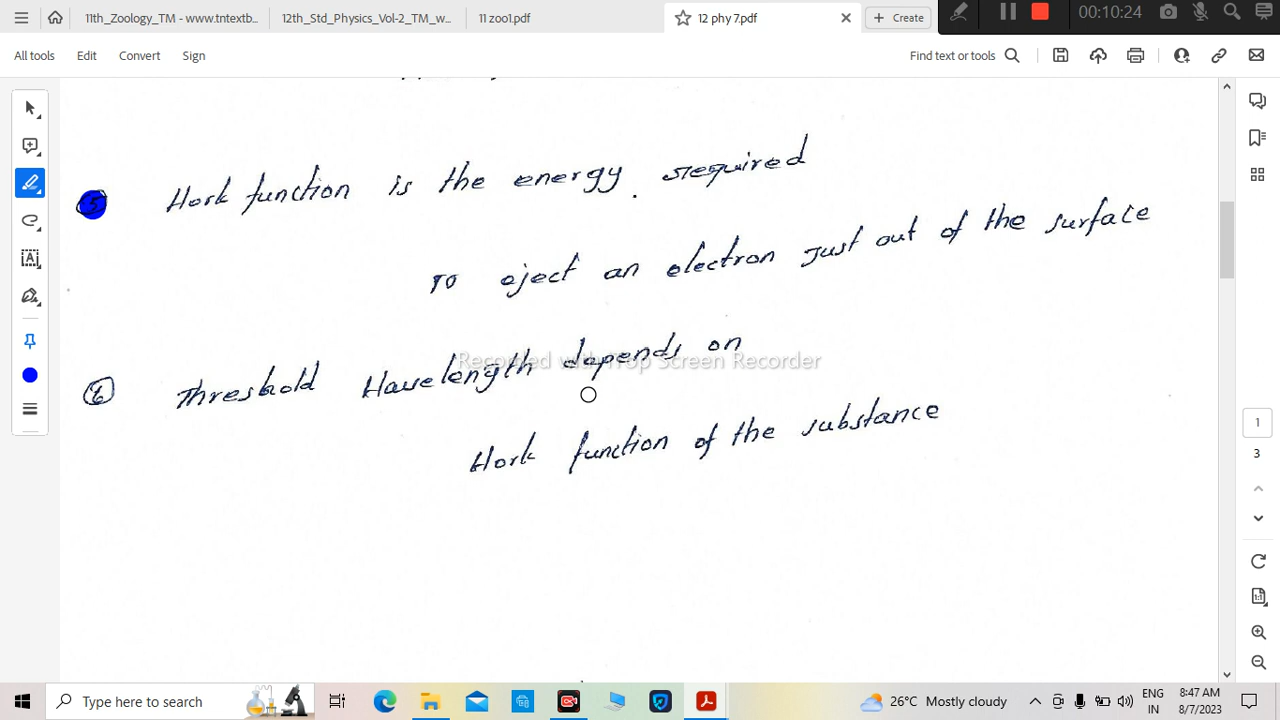 11th_Zoology_TM - www.tntextb...
12th_Std_Physics_Vol-2_TM_w...
11 zoo1.pdf
12 phy 7.pdf
Create
00:10:24
All tools
Edit
Convert
Sign
Find text or tools
5 Work function is the energy required
To eject an electron just out of the surface
6 Threshold Wavelength depends on
Recorded with iTop Screen Recorder
Work function of the substance
1
3
Type here to search
26°C Mostly cloudy
ENG
IN
8:47 AM
8/7/2023